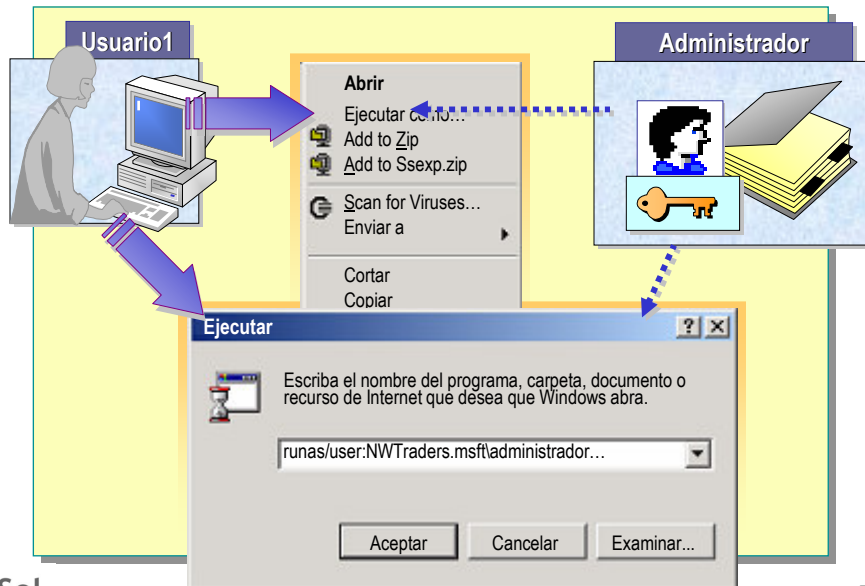 Usuario1
Administrador
Abrir
Ejecutar como…
Add to Zip
Add to Ssexp.zip
Scan for Viruses…
Enviar a
Cortar
Copiar
Ejecutar
Escriba el nombre del programa, carpeta, documento o
recurso de Internet que desea que Windows abra.
runas/user:NWTraders.msft\administrador…
Aceptar
Cancelar
Examinar...